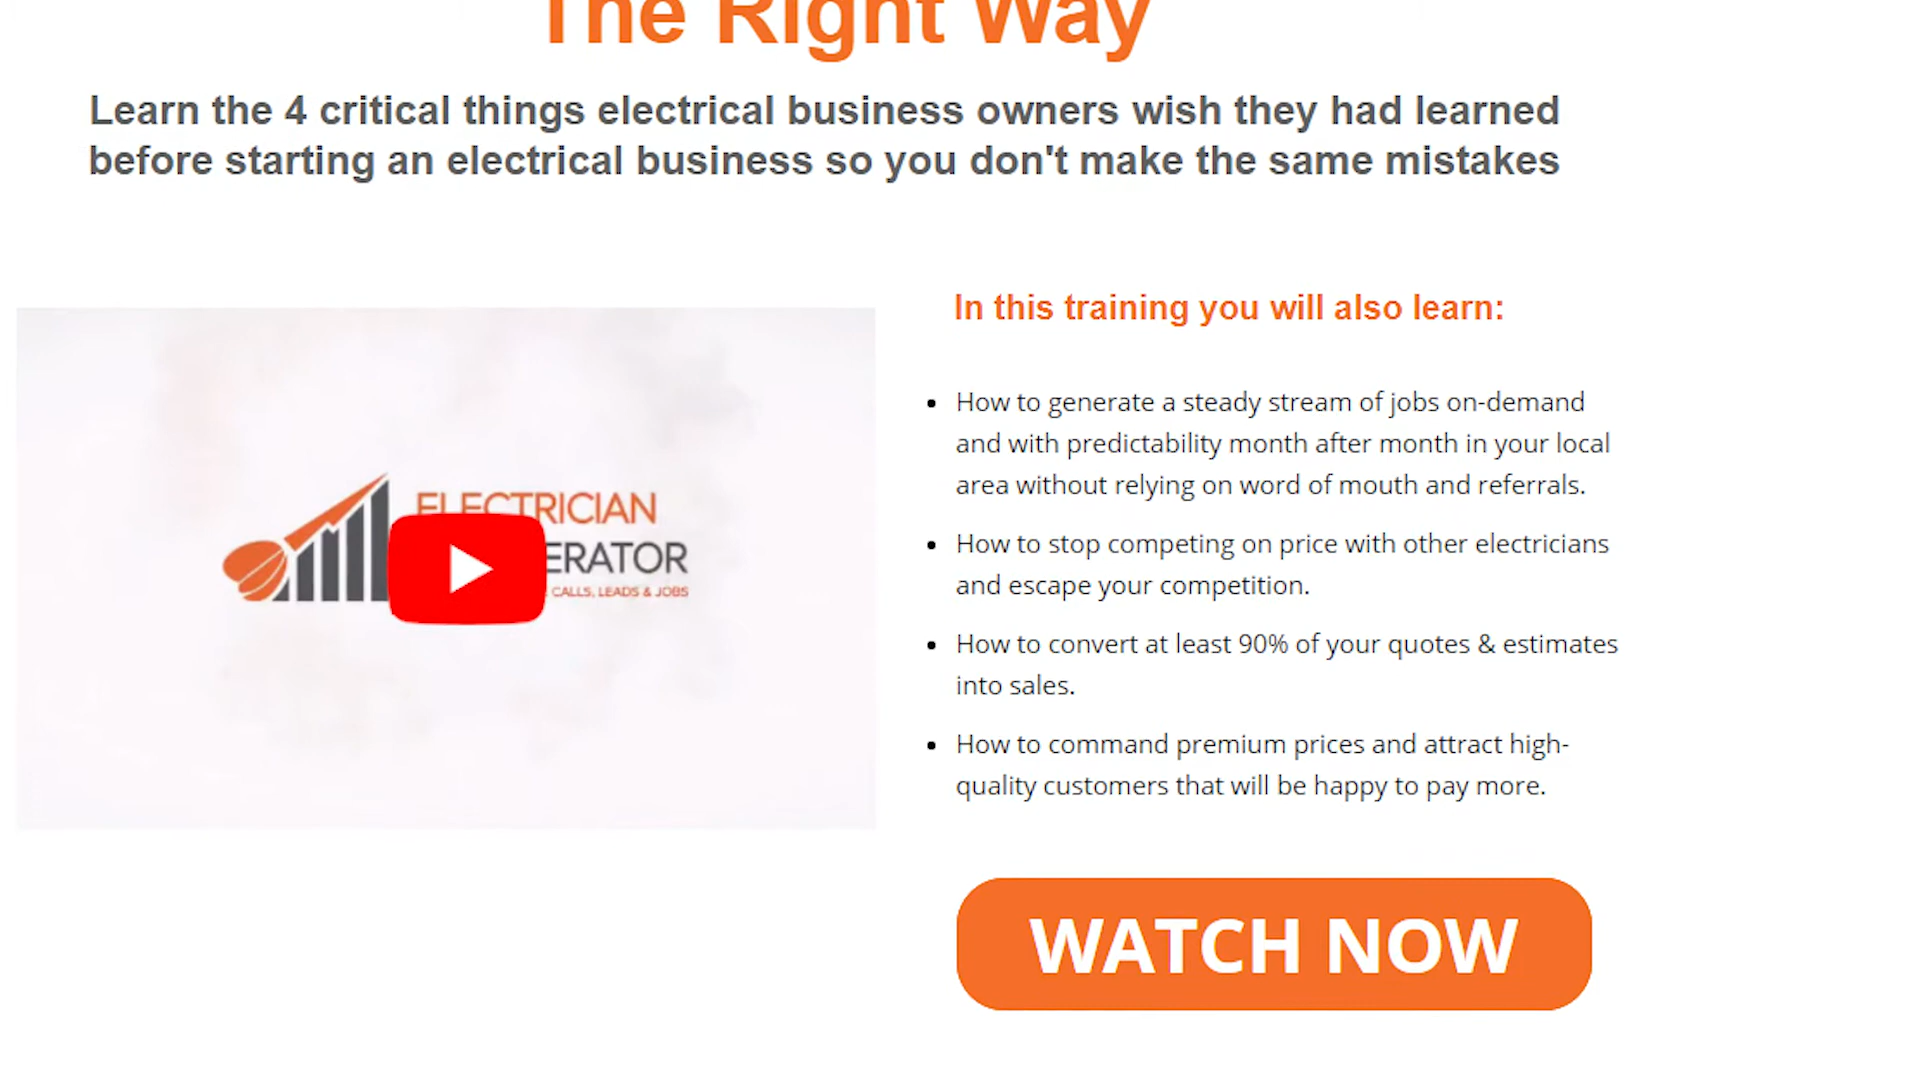 The Right Way
Learn the 4 critical things electrical business owners wish they had learned
before starting an electrical business so you don't make the same mistakes
In this training you will also learn:
• How to generate a steady stream of jobs on-demand
and with predictability month after month in your local
area without relying on word of mouth and referrals.
• How to stop competing on price with other electricians
and escape your competition.
• How to convert at least 90% of your quotes & estimates
into sales.
• How to command premium prices and attract high-
quality customers that will be happy to pay more.
ELECTRICIAN
CALLS, LEADS & JOBS
WATCH NOW